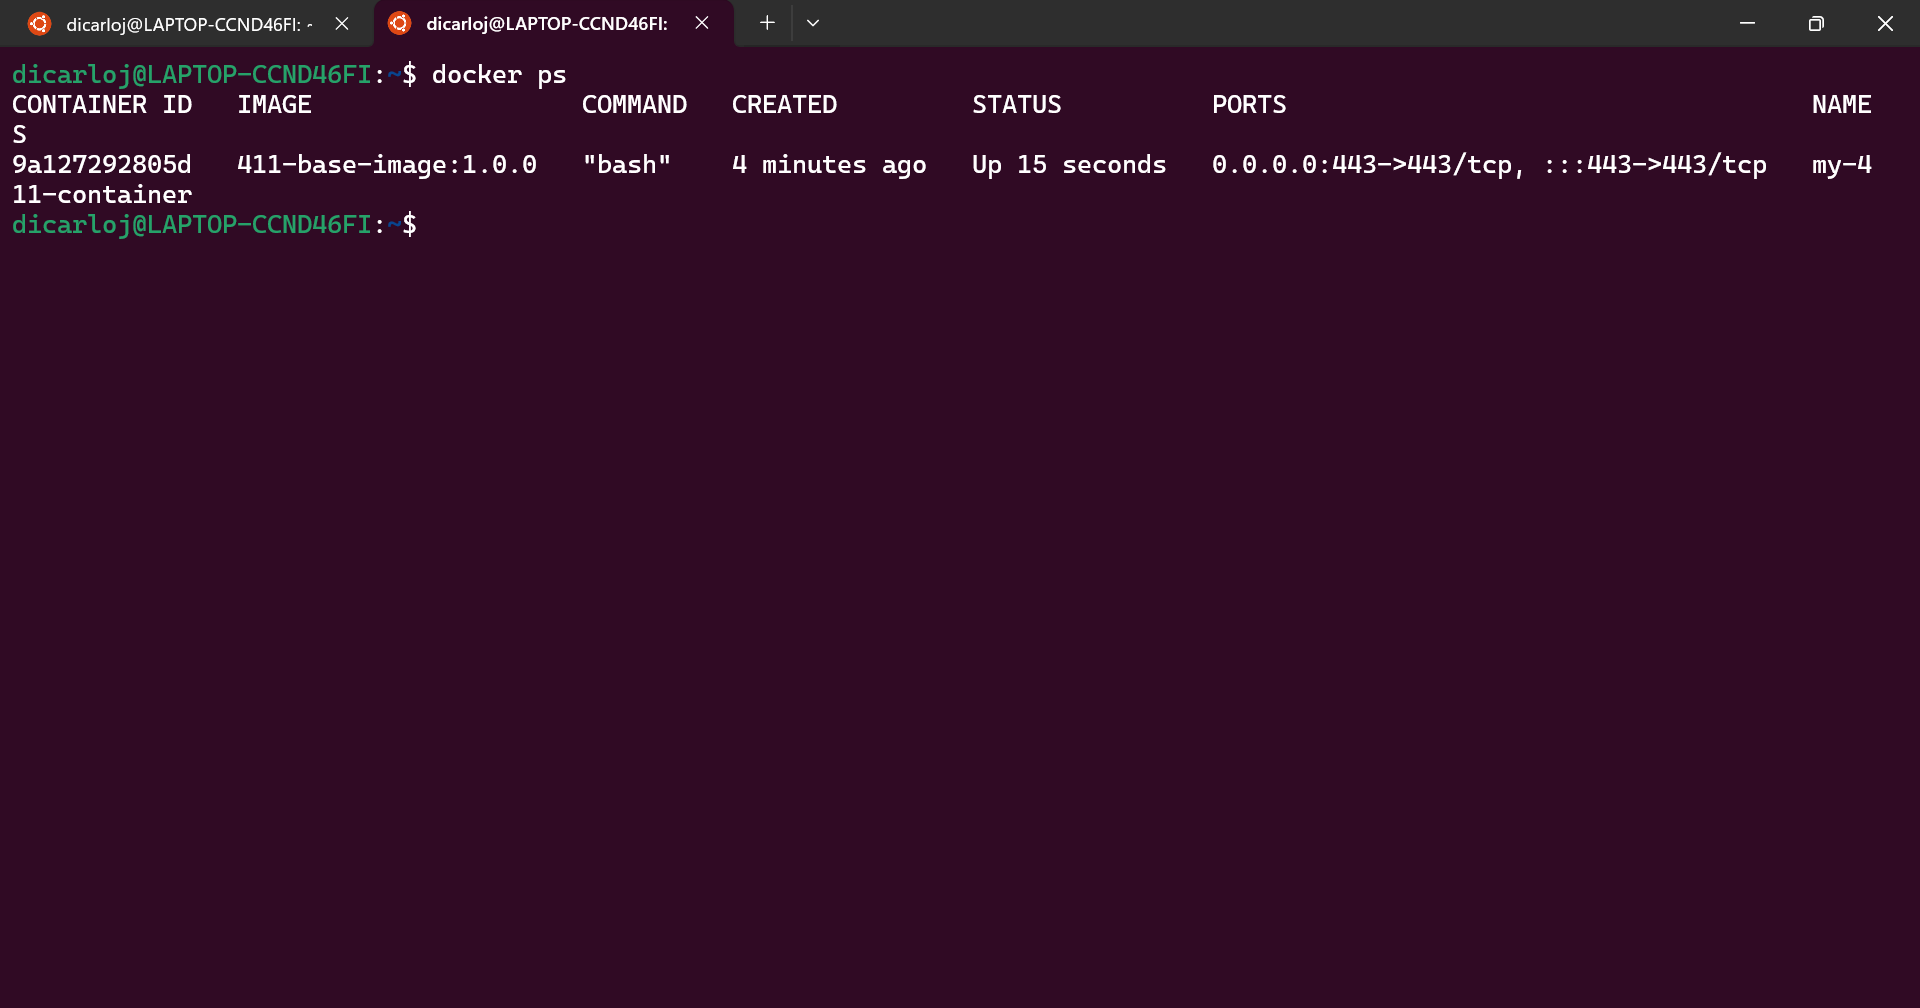 dicarloj@LAPTOP-CCND46FI: ~
dicarloj@LAPTOP-CCND46FI:
dicarloj@LAPTOP-CCND46FI:~$ docker ps
CONTAINER ID   IMAGE                  COMMAND   CREATED         STATUS          PORTS                                   NAME
S
9a127292805d   411-base-image:1.0.0   "bash"    4 minutes ago   Up 15 seconds   0.0.0.0:443->443/tcp, :::443->443/tcp   my-4
11-container
dicarloj@LAPTOP-CCND46FI:~$